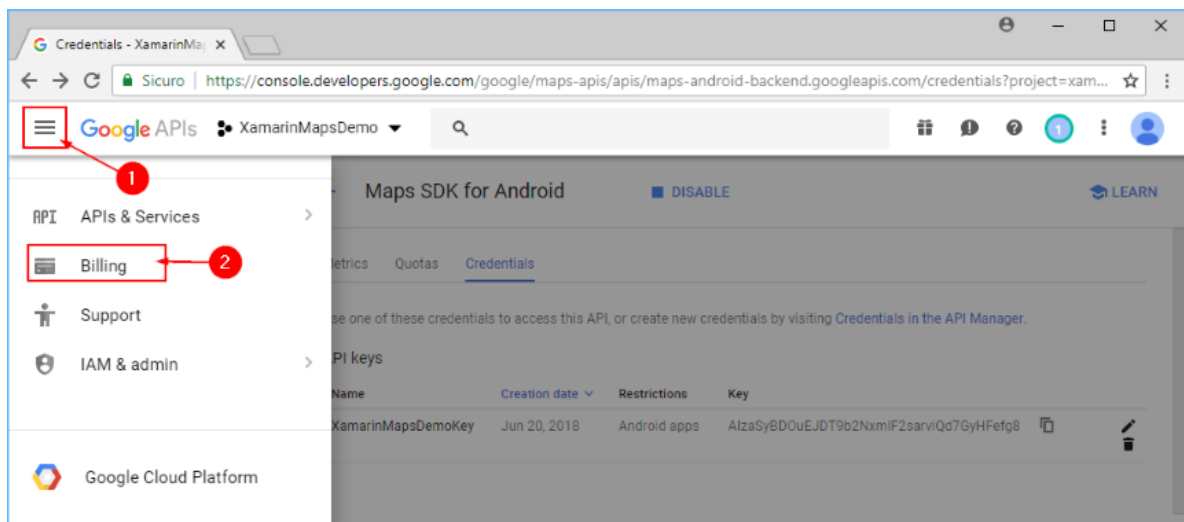 Credentials - XamarinMa
Sicuro https://console.developers.google.com/google/maps-apis/apis/maps-android-backend.googleapis.com/credentials?project=xam...
Google APIs XamarinMapsDemo 1
1
Maps SDK for Android DISABLE LEARN
API APIs & Services
Billing 2
etrics Quotas Credentials
Support
se one of these credentials to access this API, or create new credentials by visiting Credentials in the API Manager.
IAM & admin
PI keys
Name Creation date Restrictions Key
XamarinMapsDemoKey Jun 20, 2018 Android apps
Google Cloud Platform